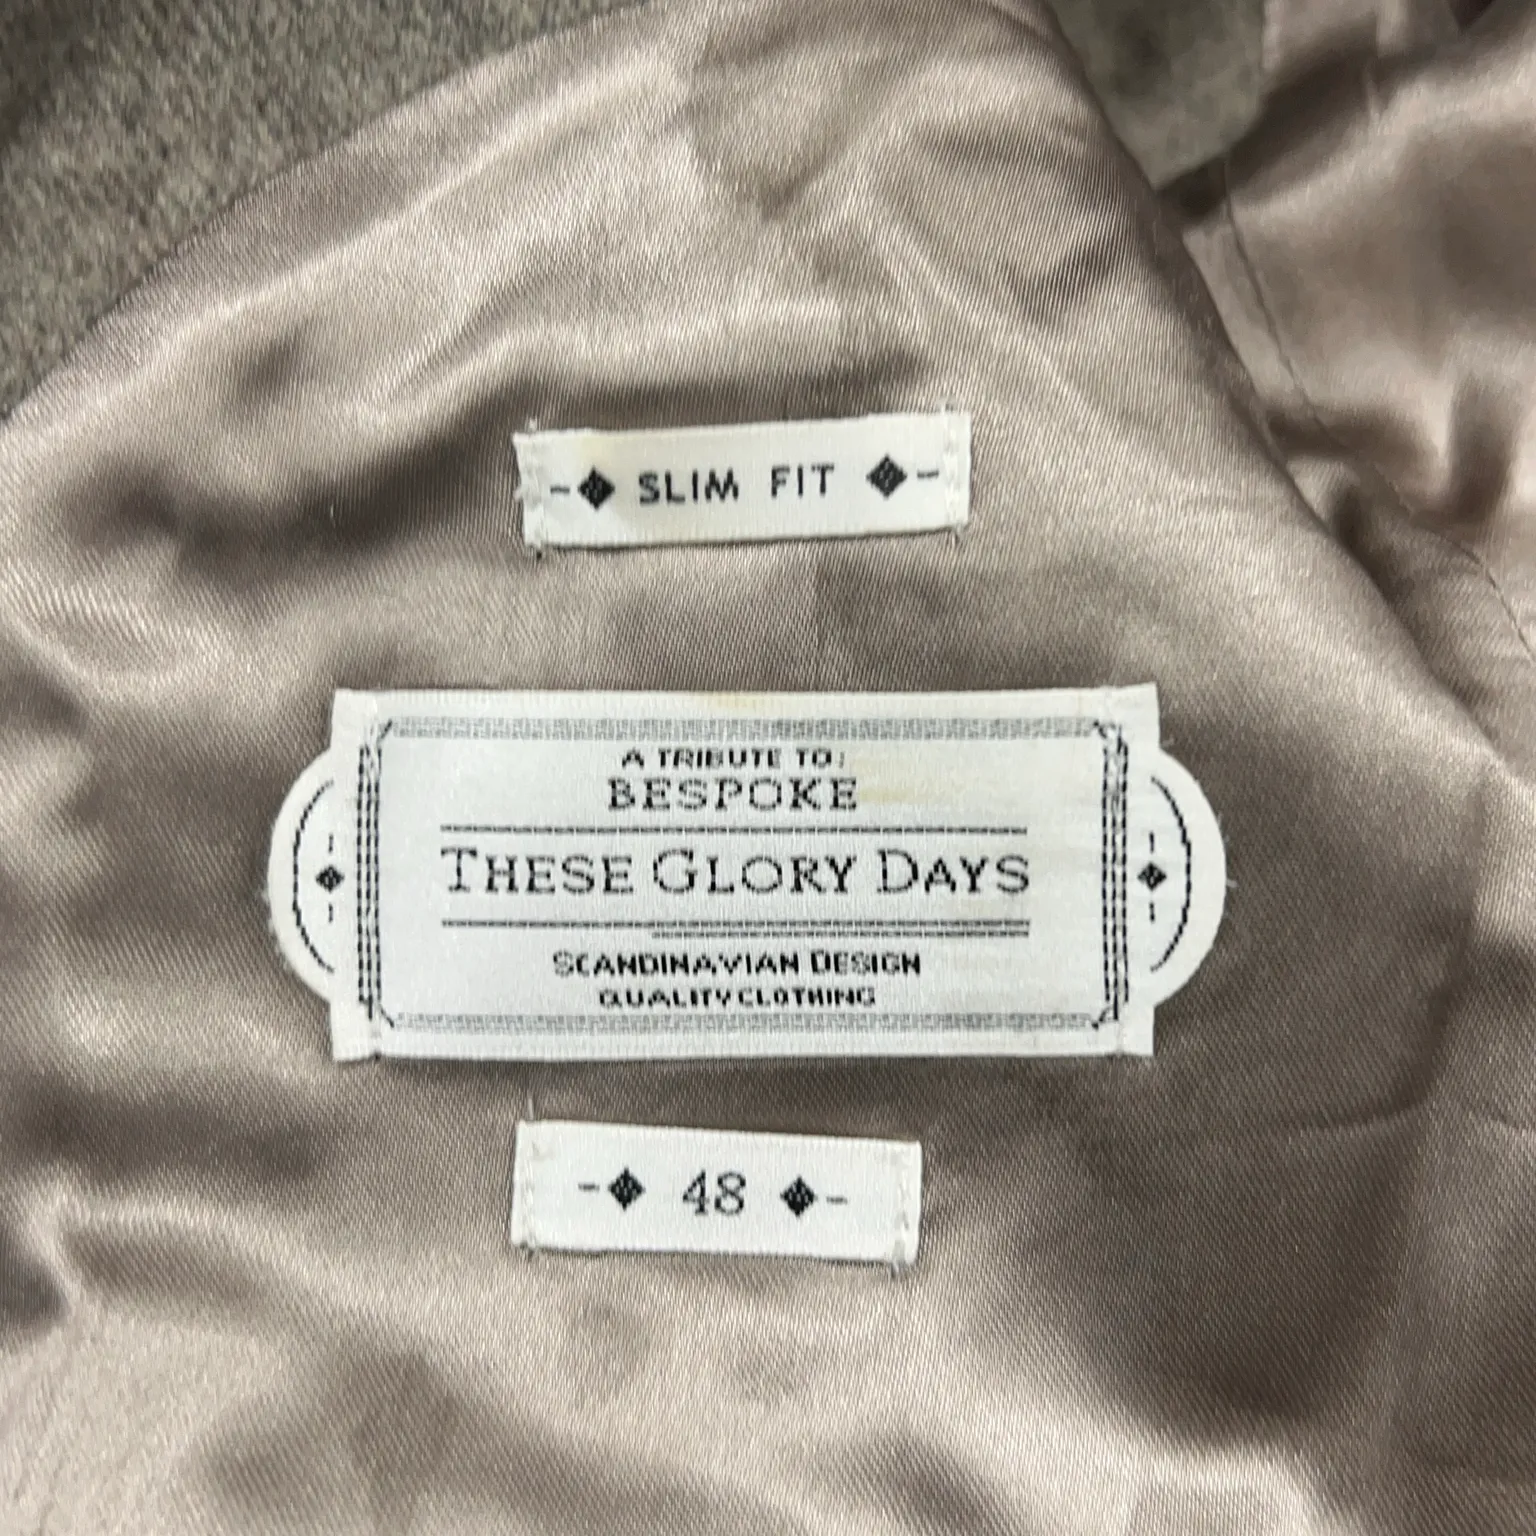 SLIM FIT
A TRIBUTE TO:
BESPOKE
THESE GLORY DAYS
SCANDINAVIAN DESIGN
QUALITY CLOTHING
48